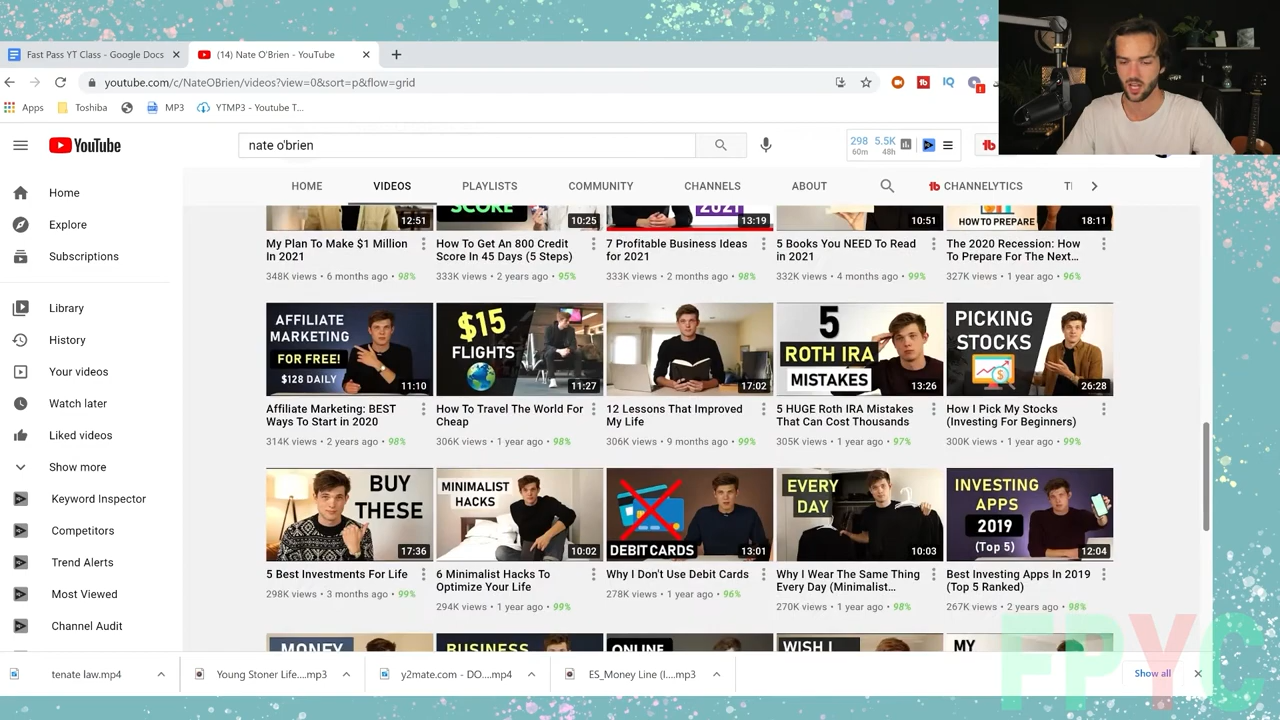 Fast Pass YT Class - Google Docs
(14) Nate O'Brien - YouTube
youtube.com/c/NateOBrien/videos?view=0&sort=p&flow=grid
Apps
Toshiba
MP3
YTMP3 - Youtube T...
YouTube
nate o'brien
298 5.5K
60m 48h
HOME
VIDEOS
PLAYLISTS
COMMUNITY
CHANNELS
ABOUT
CHANNELYTICS
Home
Explore
Subscriptions
Library
History
Your videos
Watch later
Liked videos
Show more
Keyword Inspector
Competitors
Trend Alerts
Most Viewed
Channel Audit
12:51
My Plan To Make $1 Million
In 2021
348K views • 6 months ago • 98%
SCORE
10:25
How To Get An 800 Credit
Score In 45 Days (5 Steps)
333K views • 2 years ago • 95%
2021
13:19
7 Profitable Business Ideas
for 2021
333K views • 2 months ago • 98%
10:51
5 Books You NEED To Read
in 2021
332K views • 4 months ago • 99%
HOW TO PREPARE
18:11
The 2020 Recession: How
To Prepare For The Next...
327K views • 1 year ago • 96%
AFFILIATE
MARKETING
FOR FREE!
$128 DAILY
11:10
Affiliate Marketing: BEST
Ways To Start in 2020
314K views • 2 years ago • 98%
$15
FLIGHTS
11:27
How To Travel The World For
Cheap
306K views • 1 year ago • 98%
17:02
12 Lessons That Improved
My Life
306K views • 9 months ago • 99%
5
ROTH IRA
MISTAKES
13:26
5 HUGE Roth IRA Mistakes
That Can Cost Thousands
305K views • 1 year ago • 97%
PICKING
STOCKS
26:28
How I Pick My Stocks
(Investing For Beginners)
300K views • 1 year ago • 99%
BUY
THESE
17:36
5 Best Investments For Life
298K views • 3 months ago • 99%
MINIMALIST
HACKS
10:02
6 Minimalist Hacks To
Optimize Your Life
294K views • 1 year ago • 99%
DEBIT CARDS
13:01
Why I Don't Use Debit Cards
278K views • 1 year ago • 96%
EVERY
DAY
10:03
Why I Wear The Same Thing
Every Day (Minimalist...
270K views • 1 year ago • 98%
INVESTING
APPS
2019
(Top 5)
12:04
Best Investing Apps In 2019
(Top 5 Ranked)
267K views • 2 years ago • 98%
MONEY
BUSINESS
ONLINE
WISH I
MY
FPYC
tenate law.mp4
Young Stoner Life....mp3
y2mate.com - DO....mp4
ES_Money Line (I....mp3
Show all